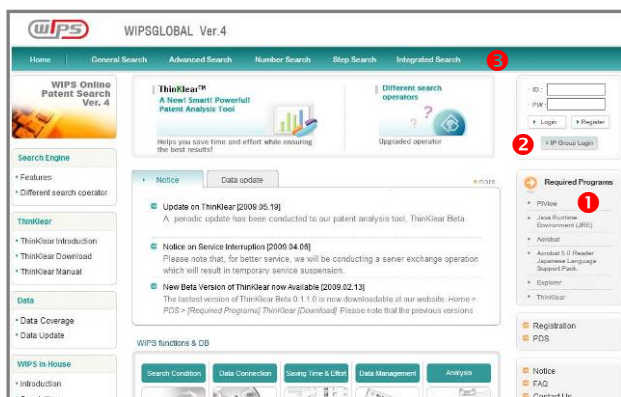 wips
WIPSGLOBAL Ver.4
Home General Search Advanced Search Number Search Step Search Integrated Search
3
WIPS Online
Patent Search
Ver. 4
ThinKlear™
A New! Smart! Powerful!
Patent Analysis Tool
Helps you save time and effort while ensuring
the best results!
Different search
operators
? ?
Upgraded operator
ID :
PW :
Login Register
2
IP Group Login
Search Engine
Features
Different search operator
ThinKlear
ThinKlear Introduction
ThinKlear Download
ThinKlear Manual
Data
Data Coverage
Data Update
WIPS In House
Introduction
Notice Data update
+more
Update on ThinKlear [2009.05.19]
A periodic update has been conducted to our patent analysis tool, ThinKlear Beta.
Notice on Service Interruption [2009.04.06]
Please note that, for better service, we will be conducting a server exchange operation
which will result in temporary service suspension.
New Beta Version of ThinKlear now Available [2009.02.13]
The lastest version of ThinKlear Beta 0.1.1.0 is now downloadable at our website. Home >
PDS > [Required Programs] ThinKlear [Download] Please note that the previous versions
WIPS functions & DB
Search Condition Data Connection Saving Time & Effort Data Management Analysis
Required Programs
1
PIView
Java Runtime
Environment (JRE)
Acrobat
Acrobat 5.0 Reader
Japanese Language
Support Pack.
Explorer
ThinKlear
Registration
PDS
Notice
FAQ
Contact Us